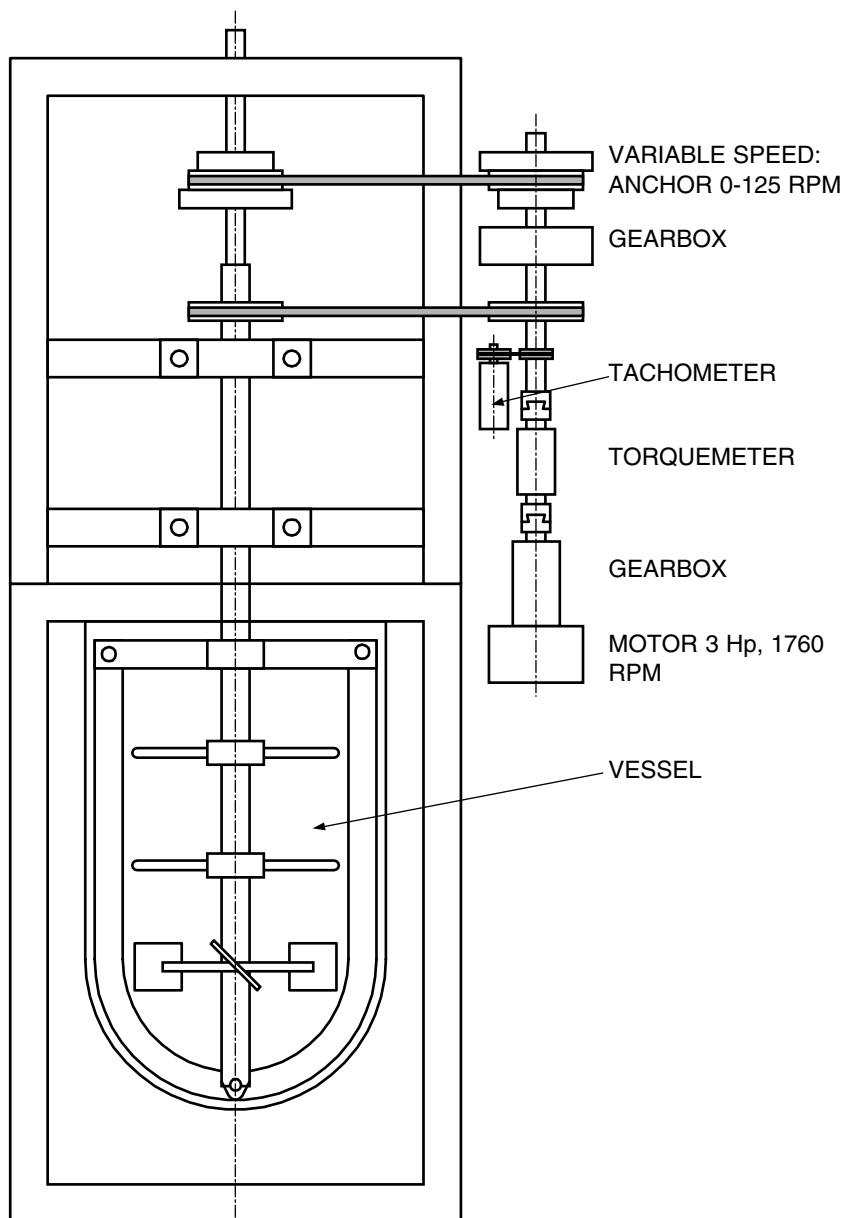 VARIABLE SPEED:
ANCHOR 0-125 RPM
GEARBOX
TACHOMETER
TORQUEMETER
GEARBOX
MOTOR 3 Hp, 1760
RPM
VESSEL